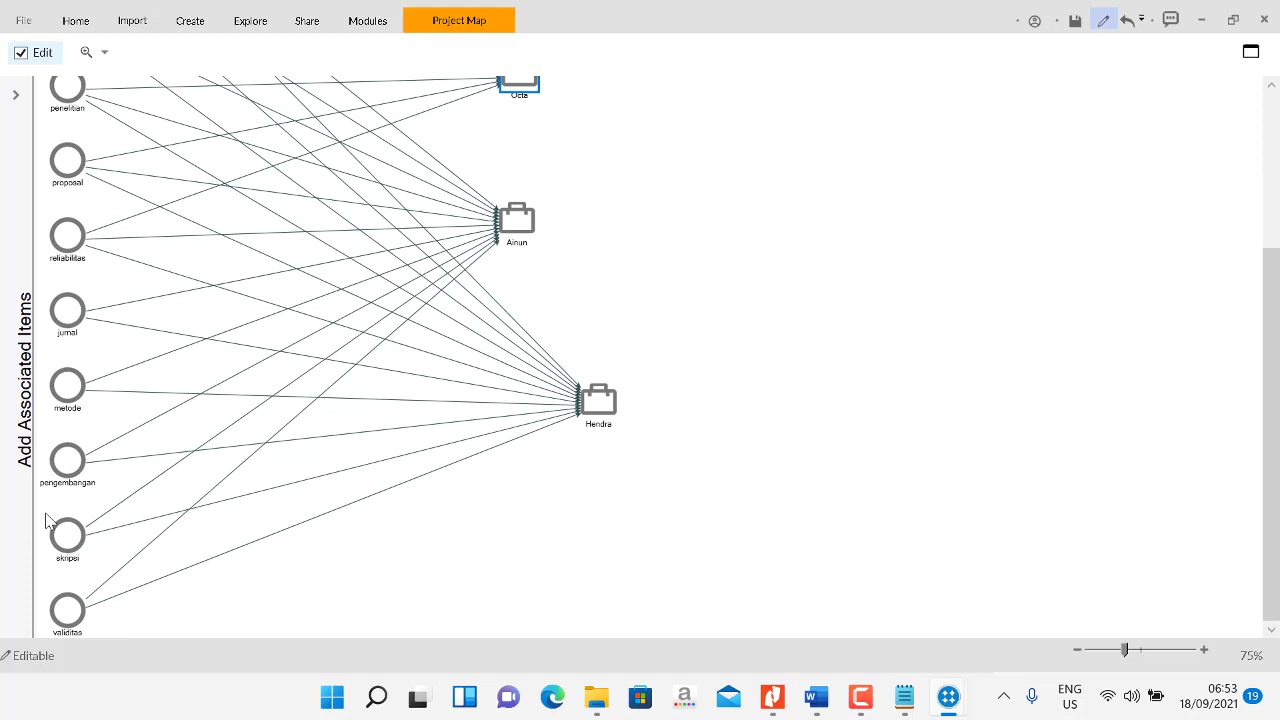 File Home Import Create Explore Share Modules Project Map
Edit
penelitian
Octa
proposal
Ainun
reliabilitas
jurnal
metode
Hendra
pengembangan
skripsi
validitas
Add Associated Items
Editable
75%
ENG
US
06:53
18/09/2021
19